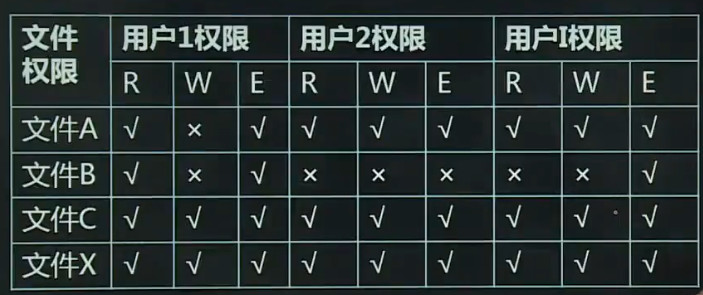 文件权限 用户1权限 用户2权限 用户I权限
R W E R W E R W E
文件A √ × √ √ √ √ √ √ √
文件B √ × √ × × × × × √
文件C √ √ √ √ √ √ √ √ √
文件X √ √ √ √ √ √ √ √ √